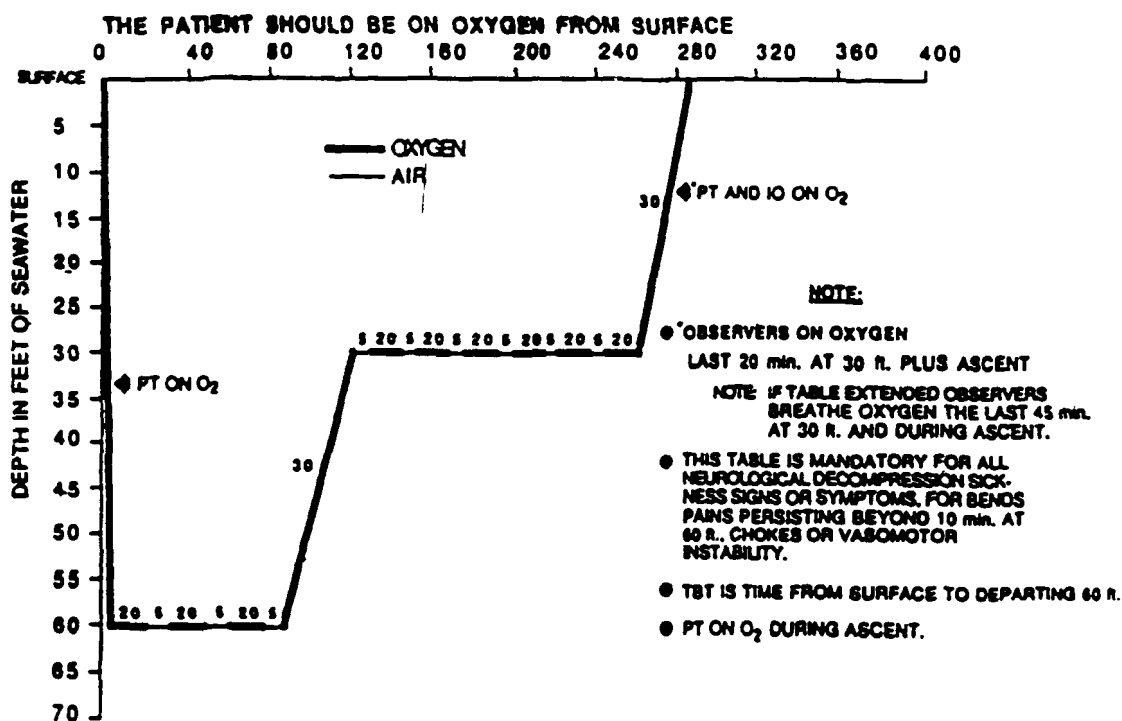 THE PATIENT SHOULD BE ON OXYGEN FROM SURFACE
0 40 80 120 160 200 240 280 320 360 400
SURFACE
5
10
15
20
25
30
35
40
45
50
55
60
65
70
DEPTH IN FEET OF SEAWATER
OXYGEN
AIR
PT ON O2
20 5 20 5 20 5
30
5 20 5 20 5 20 5 20 5 20 5 20
30
*PT AND IO ON O2
NOTE:
● *OBSERVERS ON OXYGEN
LAST 20 min. AT 30 ft. PLUS ASCENT
NOTE: IF TABLE EXTENDED OBSERVERS
BREATHE OXYGEN THE LAST 45 min.
AT 30 ft. AND DURING ASCENT.
● THIS TABLE IS MANDATORY FOR ALL
NEUROLOGICAL DECOMPRESSION SICK-
NESS SIGNS OR SYMPTOMS, FOR BENDS
PAINS PERSISTING BEYOND 10 min. AT
60 ft., CHOKES OR VASOMOTOR
INSTABILITY.
● TBT IS TIME FROM SURFACE TO DEPARTING 60 ft.
● PT ON O2 DURING ASCENT.